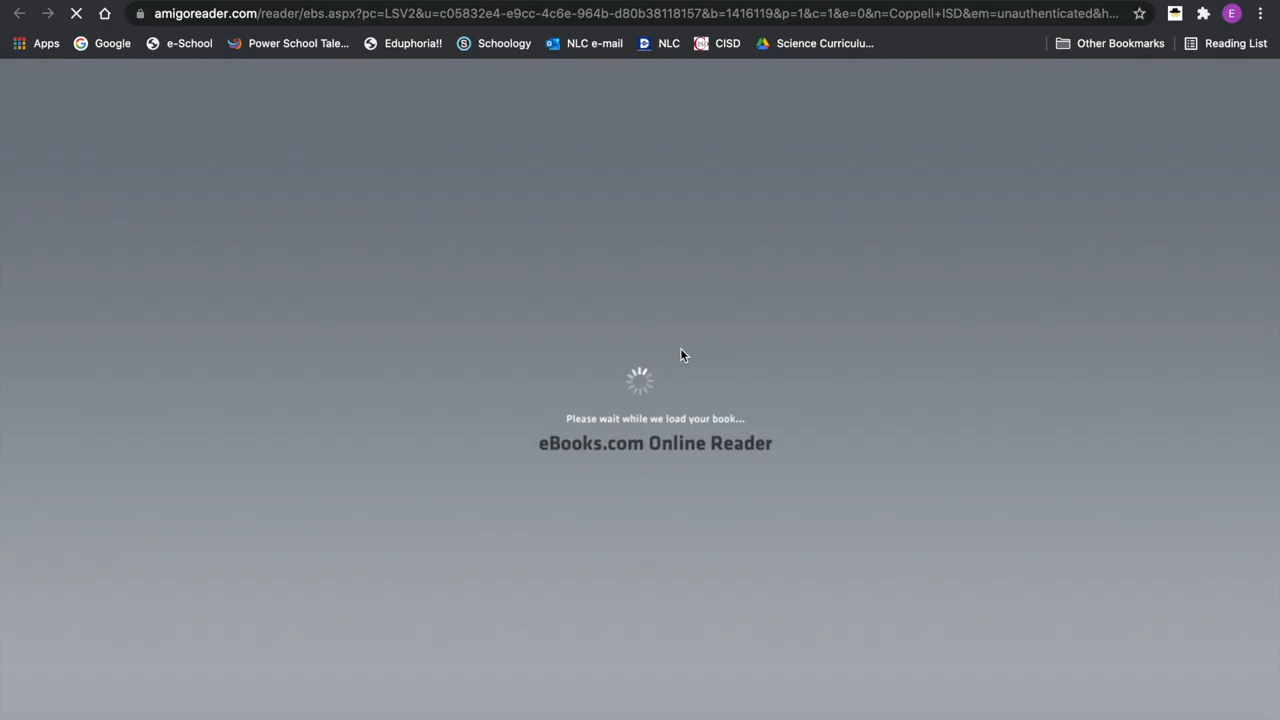 amigoreader.com/reader/ebs.aspx?pc=LSV2&u=c05832e4-e9cc-4c6e-964b-d80b38118157&b=1416119&p=1&c=1&e=0&n=Coppell+ISD&em=unauthenticated&h... E
Apps Google e-School Power School Tale... Eduphoria!! Schoology NLC e-mail NLC CISD Science Curriculu... Other Bookmarks Reading List
Please wait while we load your book...
eBooks.com Online Reader